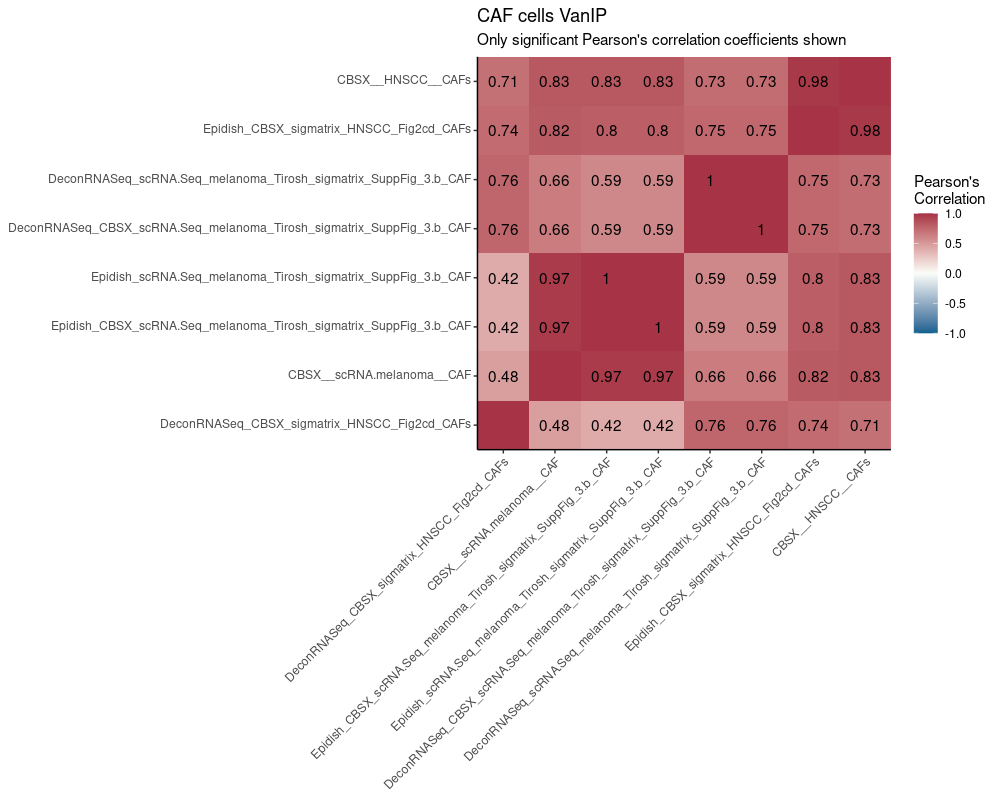 CAF cells VanIP
Only significant Pearson's correlation coefficients shown
CBSX__HNSCC__CAFs 0.71 0.83 0.83 0.83 0.73 0.73 0.98
Epidish_CBSX_sigmatrix_HNSCC_Fig2cd_CAFs 0.74 0.82 0.8 0.8 0.75 0.75 0.98
DeconRNASeq_scRNA.Seq_melanoma_Tirosh_sigmatrix_SuppFig_3.b_CAF 0.76 0.66 0.59 0.59 1 0.75 0.73
DeconRNASeq_CBSX_scRNA.Seq_melanoma_Tirosh_sigmatrix_SuppFig_3.b_CAF 0.76 0.66 0.59 0.59 1 0.75 0.73
Epidish_scRNA.Seq_melanoma_Tirosh_sigmatrix_SuppFig_3.b_CAF 0.42 0.97 1 0.59 0.59 0.8 0.83
Epidish_CBSX_scRNA.Seq_melanoma_Tirosh_sigmatrix_SuppFig_3.b_CAF 0.42 0.97 1 0.59 0.59 0.8 0.83
CBSX__scRNA.melanoma__CAF 0.48 0.97 0.97 0.66 0.66 0.82 0.83
DeconRNASeq_CBSX_sigmatrix_HNSCC_Fig2cd_CAFs 0.48 0.42 0.42 0.76 0.76 0.74 0.71
DeconRNASeq_CBSX_sigmatrix_HNSCC_Fig2cd_CAFs
CBSX__scRNA.melanoma__CAF
Epidish_CBSX_scRNA.Seq_melanoma_Tirosh_sigmatrix_SuppFig_3.b_CAF
Epidish_scRNA.Seq_melanoma_Tirosh_sigmatrix_SuppFig_3.b_CAF
DeconRNASeq_CBSX_scRNA.Seq_melanoma_Tirosh_sigmatrix_SuppFig_3.b_CAF
DeconRNASeq_scRNA.Seq_melanoma_Tirosh_sigmatrix_SuppFig_3.b_CAF
Epidish_CBSX_sigmatrix_HNSCC_Fig2cd_CAFs
CBSX__HNSCC__CAFs
Pearson's
Correlation
1.0
0.5
0.0
-0.5
-1.0